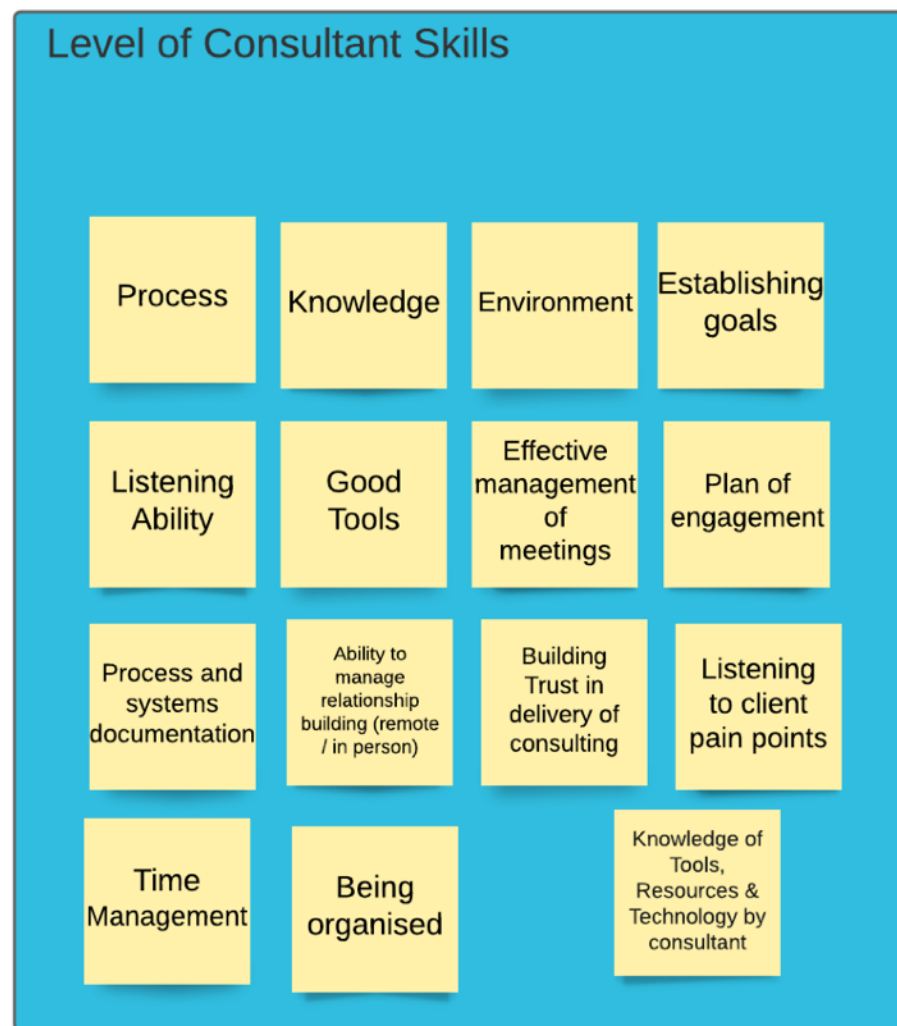 Level of Consultant Skills
Process
Knowledge
Environment
Establishing
goals
Listening
Ability
Good
Tools
Effective
management
of
meetings
Plan of
engagement
Process and
systems
documentation
Ability to
manage
relationship
building (remote
/ in person)
Building
Trust in
delivery of
consulting
Listening
to client
pain points
Time
Management
Being
organised
Knowledge of
Tools,
Resources &
Technology by
consultant